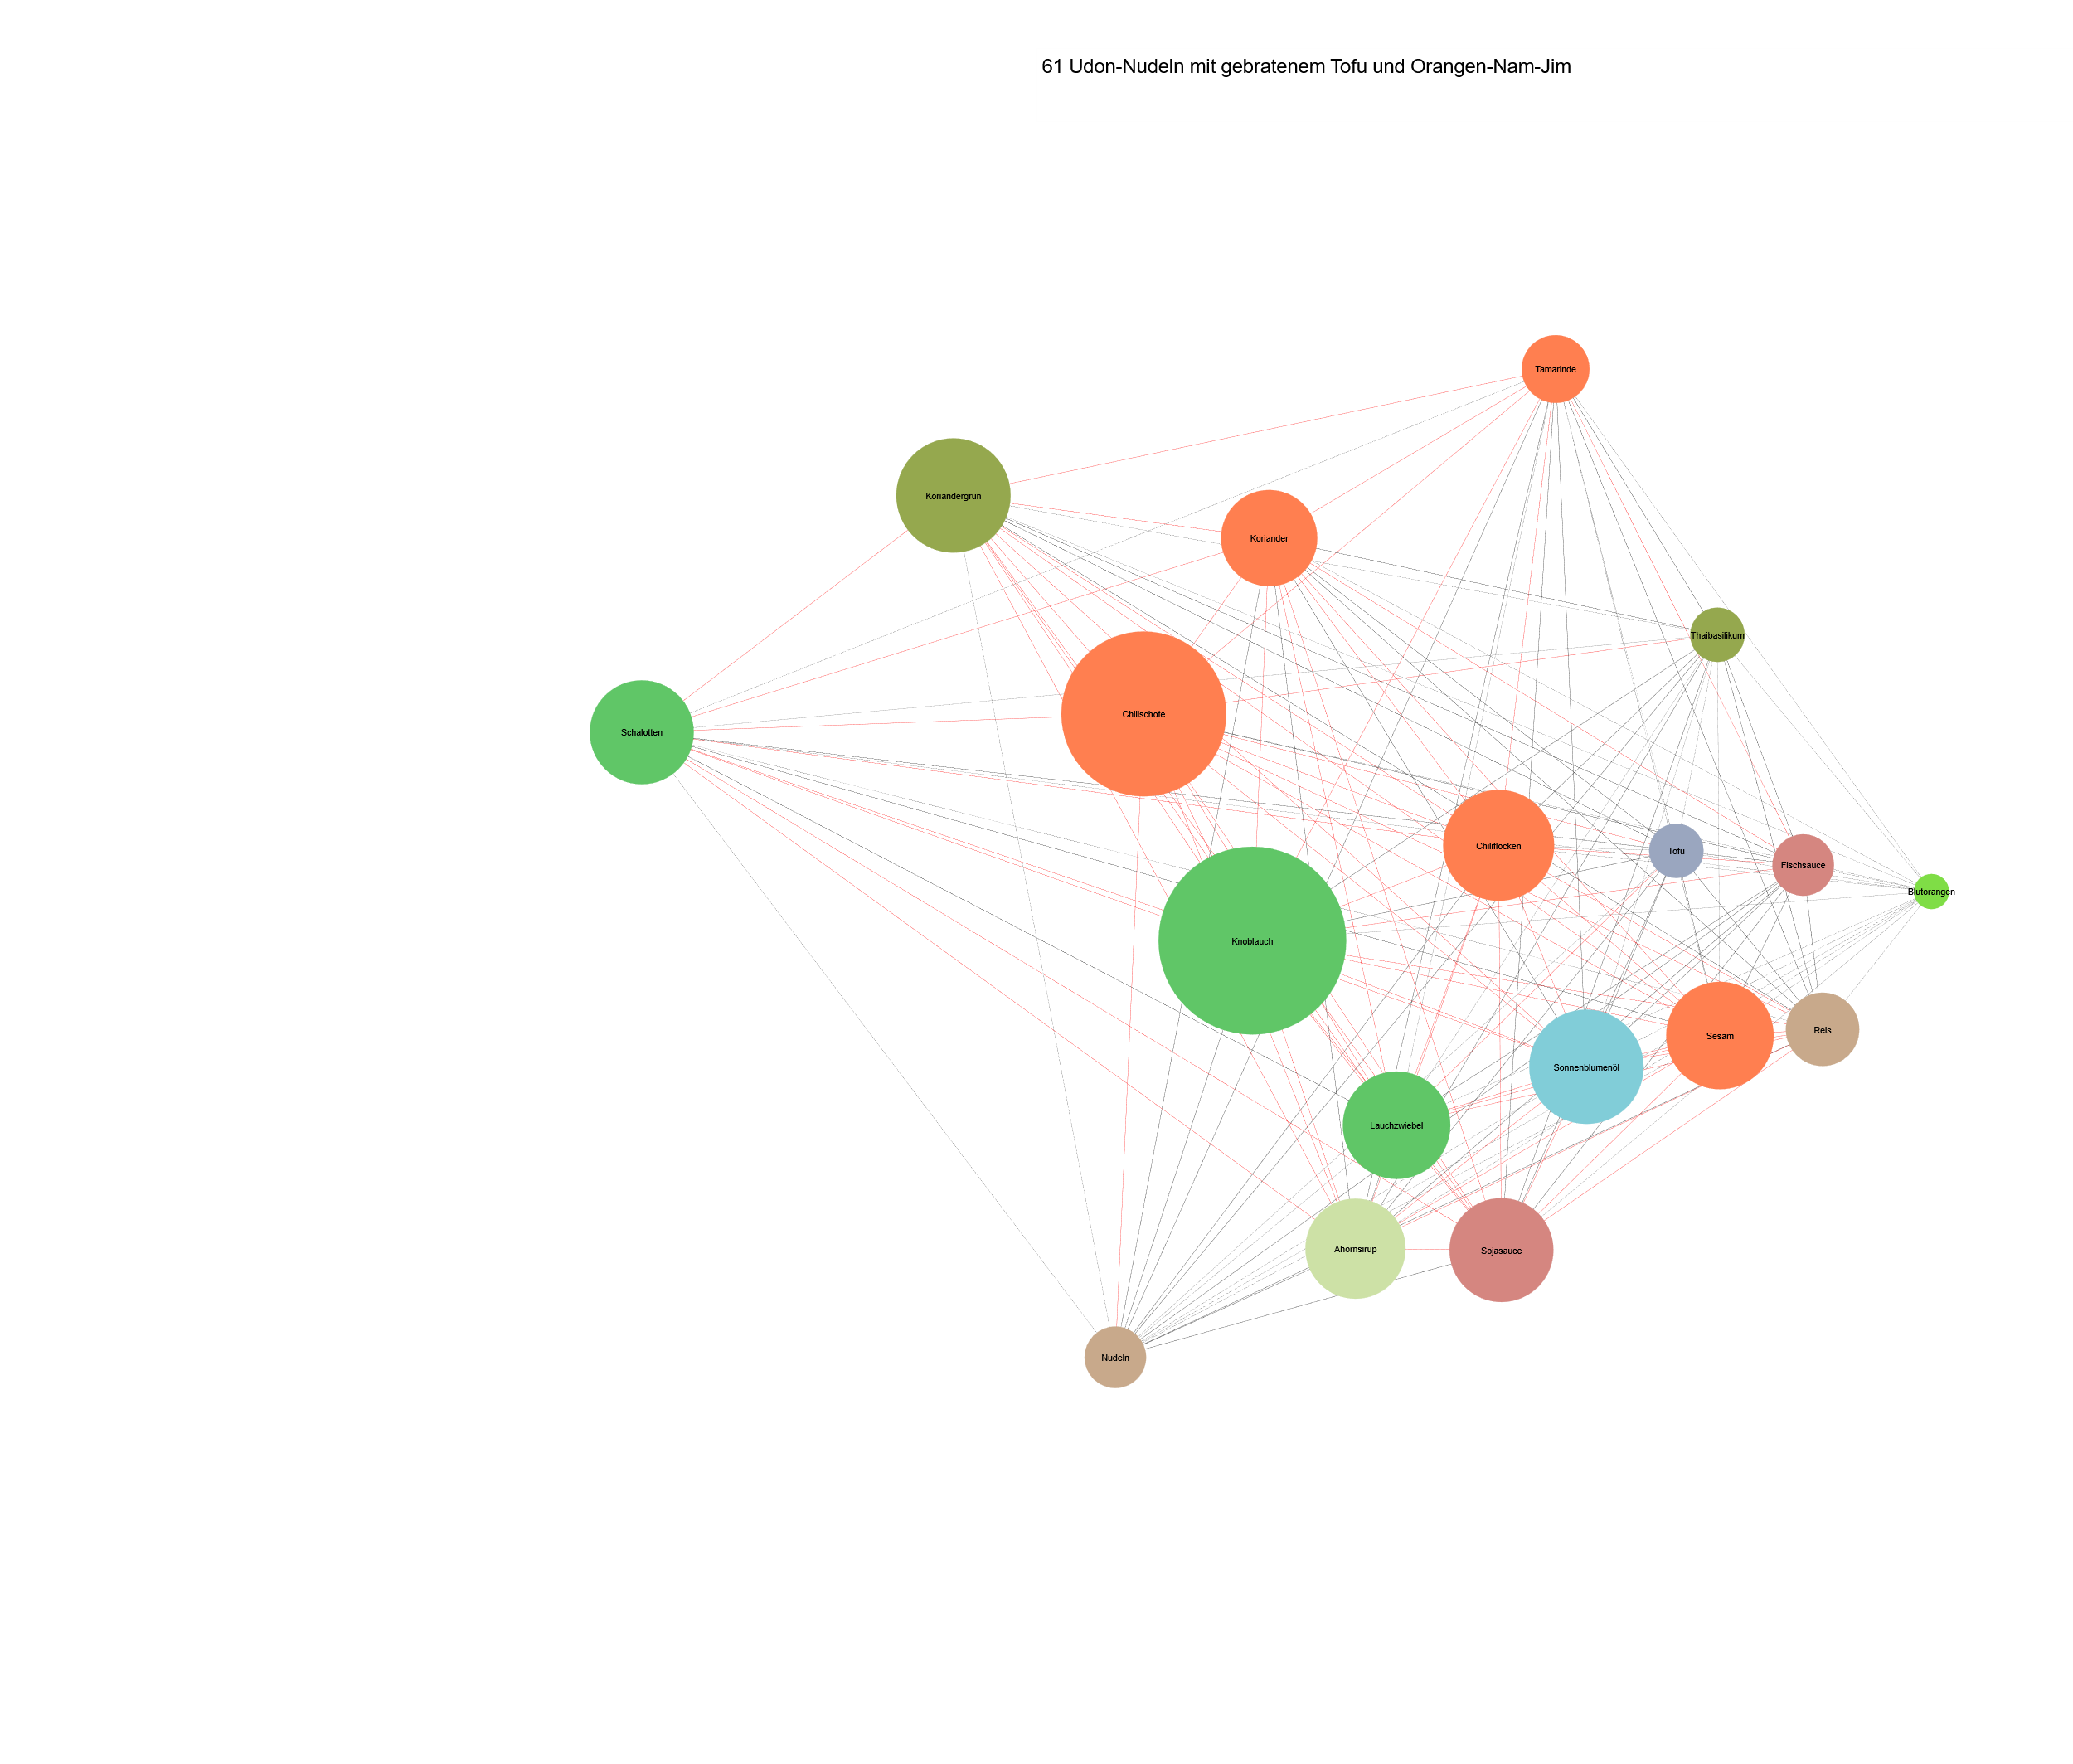 61 Udon-Nudeln mit gebratenem Tofu und Orangen-Nam-Jim
Tamarinde
Koriandergrün
Koriander
Thaibasilikum
Chilischote
Schalotten
Chiliflocken
Tofu
Fischsauce
Blutorangen
Knoblauch
Reis
Sesam
Sonnenblumenöl
Lauchzwiebel
Ahornsirup
Sojasauce
Nudeln